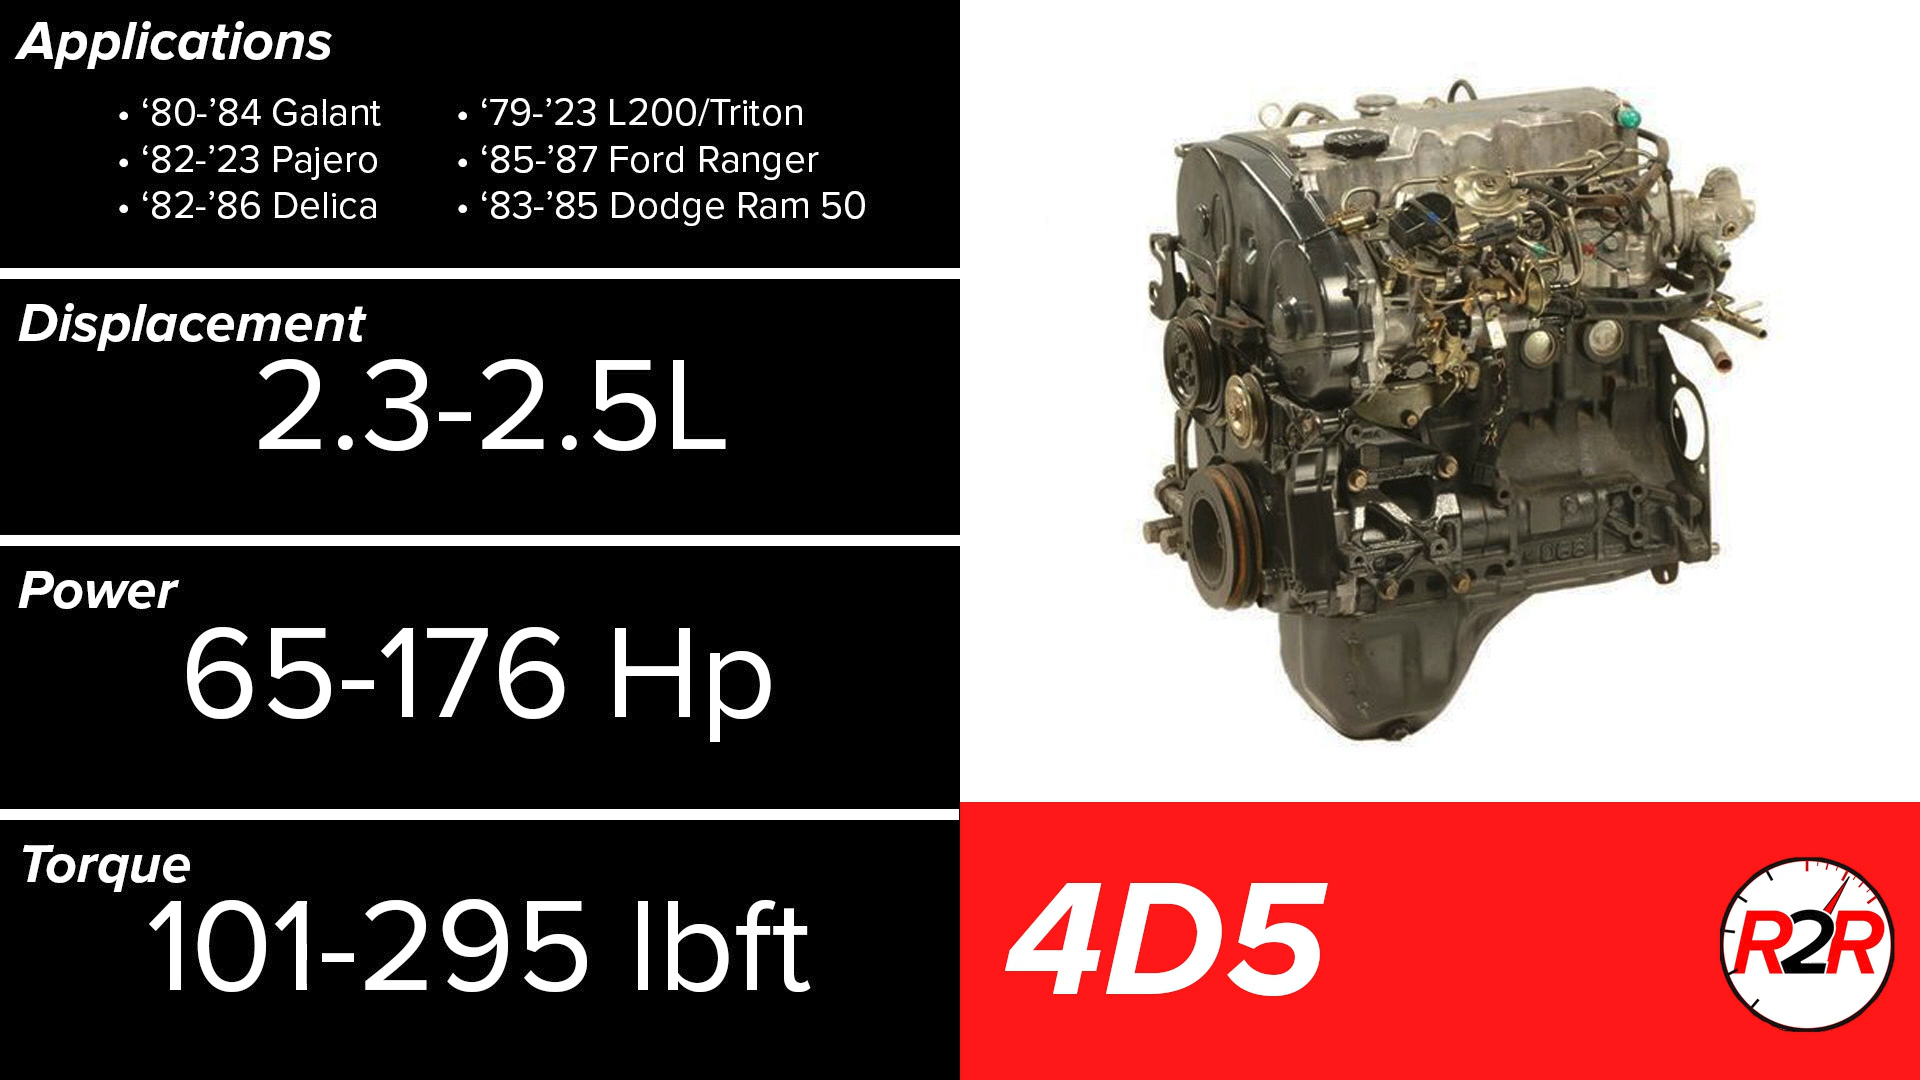 Applications
• ‘80-’84 Galant
• ‘82-’23 Pajero
• ‘82-’86 Delica
• ‘79-’23 L200/Triton
• ‘85-’87 Ford Ranger
• ‘83-’85 Dodge Ram 50
Displacement
2.3-2.5L
Power
65-176 Hp
Torque
101-295 lbft
4D5
R2R